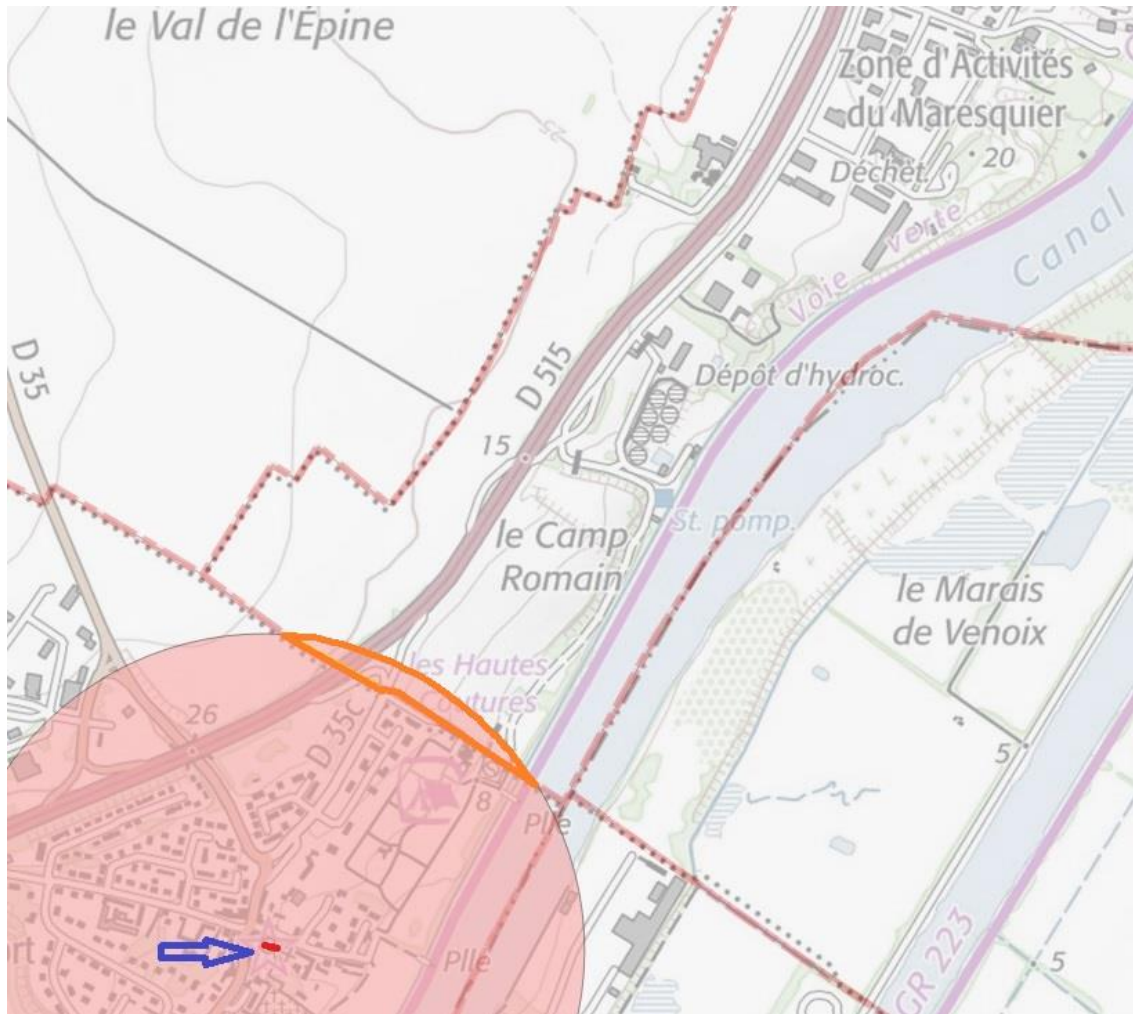 le Val de l'Épine
Zone d'Activités
du Maresquier
25
20
Déchèt.
Voie verte
Canal
D 35
D 515
Dépôt d'hydroc.
15
St. pomp.
le Camp
Romain
le Marais
de Venoix
les Hautes
Coutures
26
D 35C
8
5
Plle
GR 223
Plle
5